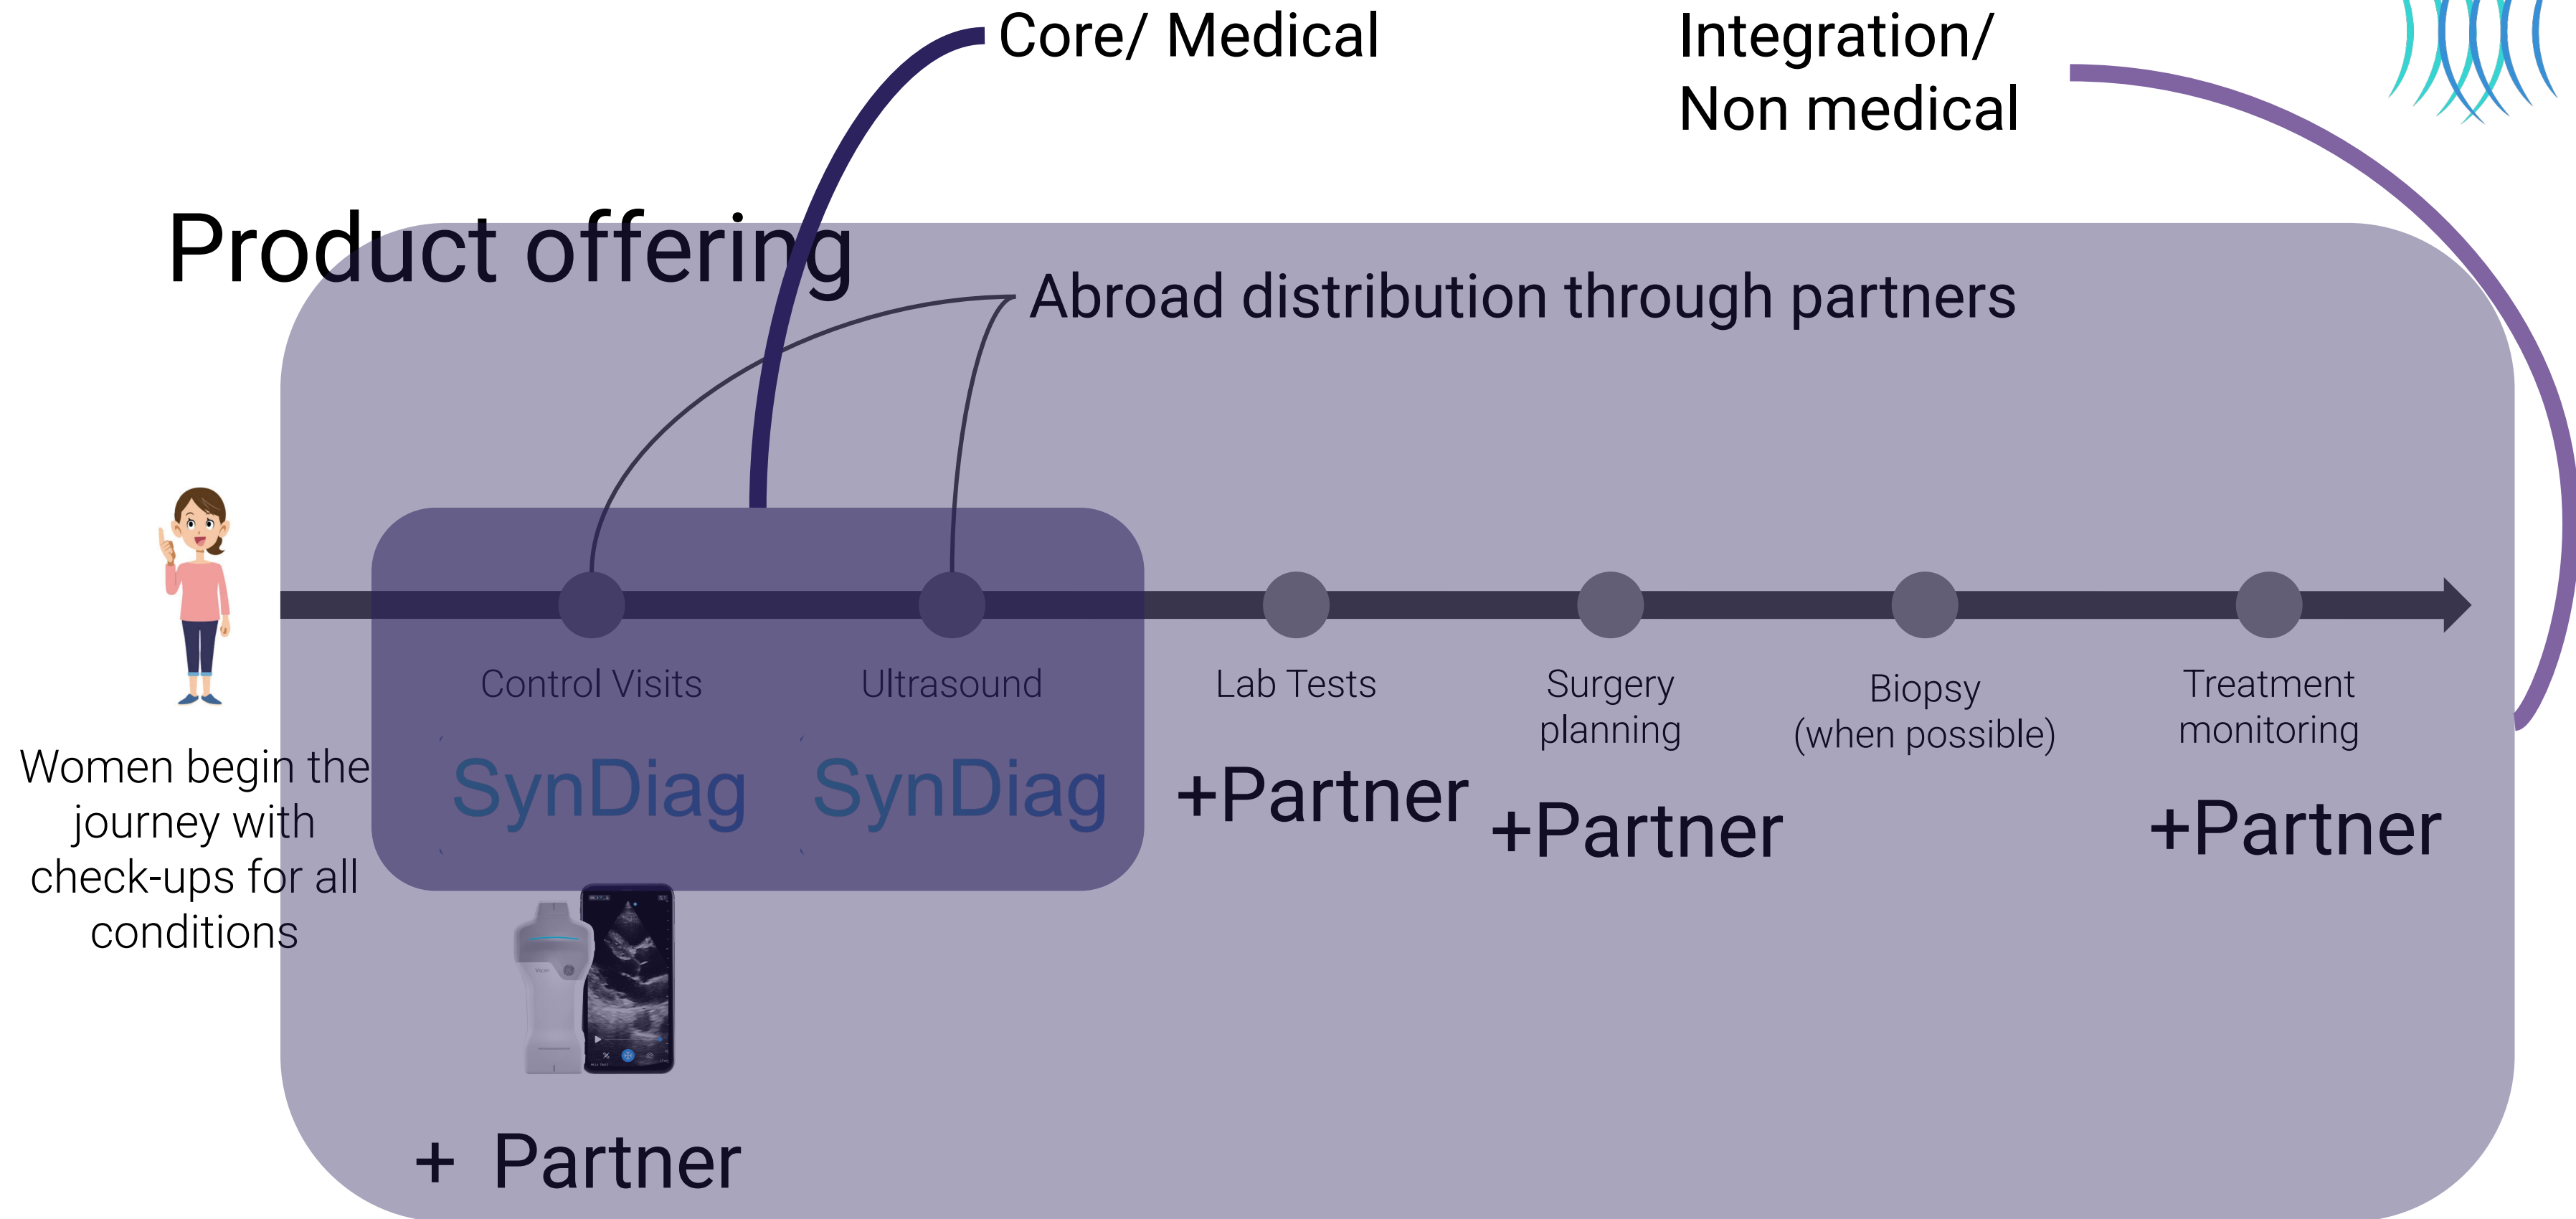 Core/ Medical
Integration/
Non medical
Product offering
Abroad distribution through partners
Control Visits
Ultrasound
Lab Tests
Surgery
planning
Biopsy
(when possible)
Treatment
monitoring
Women begin the
journey with
check-ups for all
conditions
SynDiag
SynDiag
+Partner
+Partner
+Partner
+ Partner